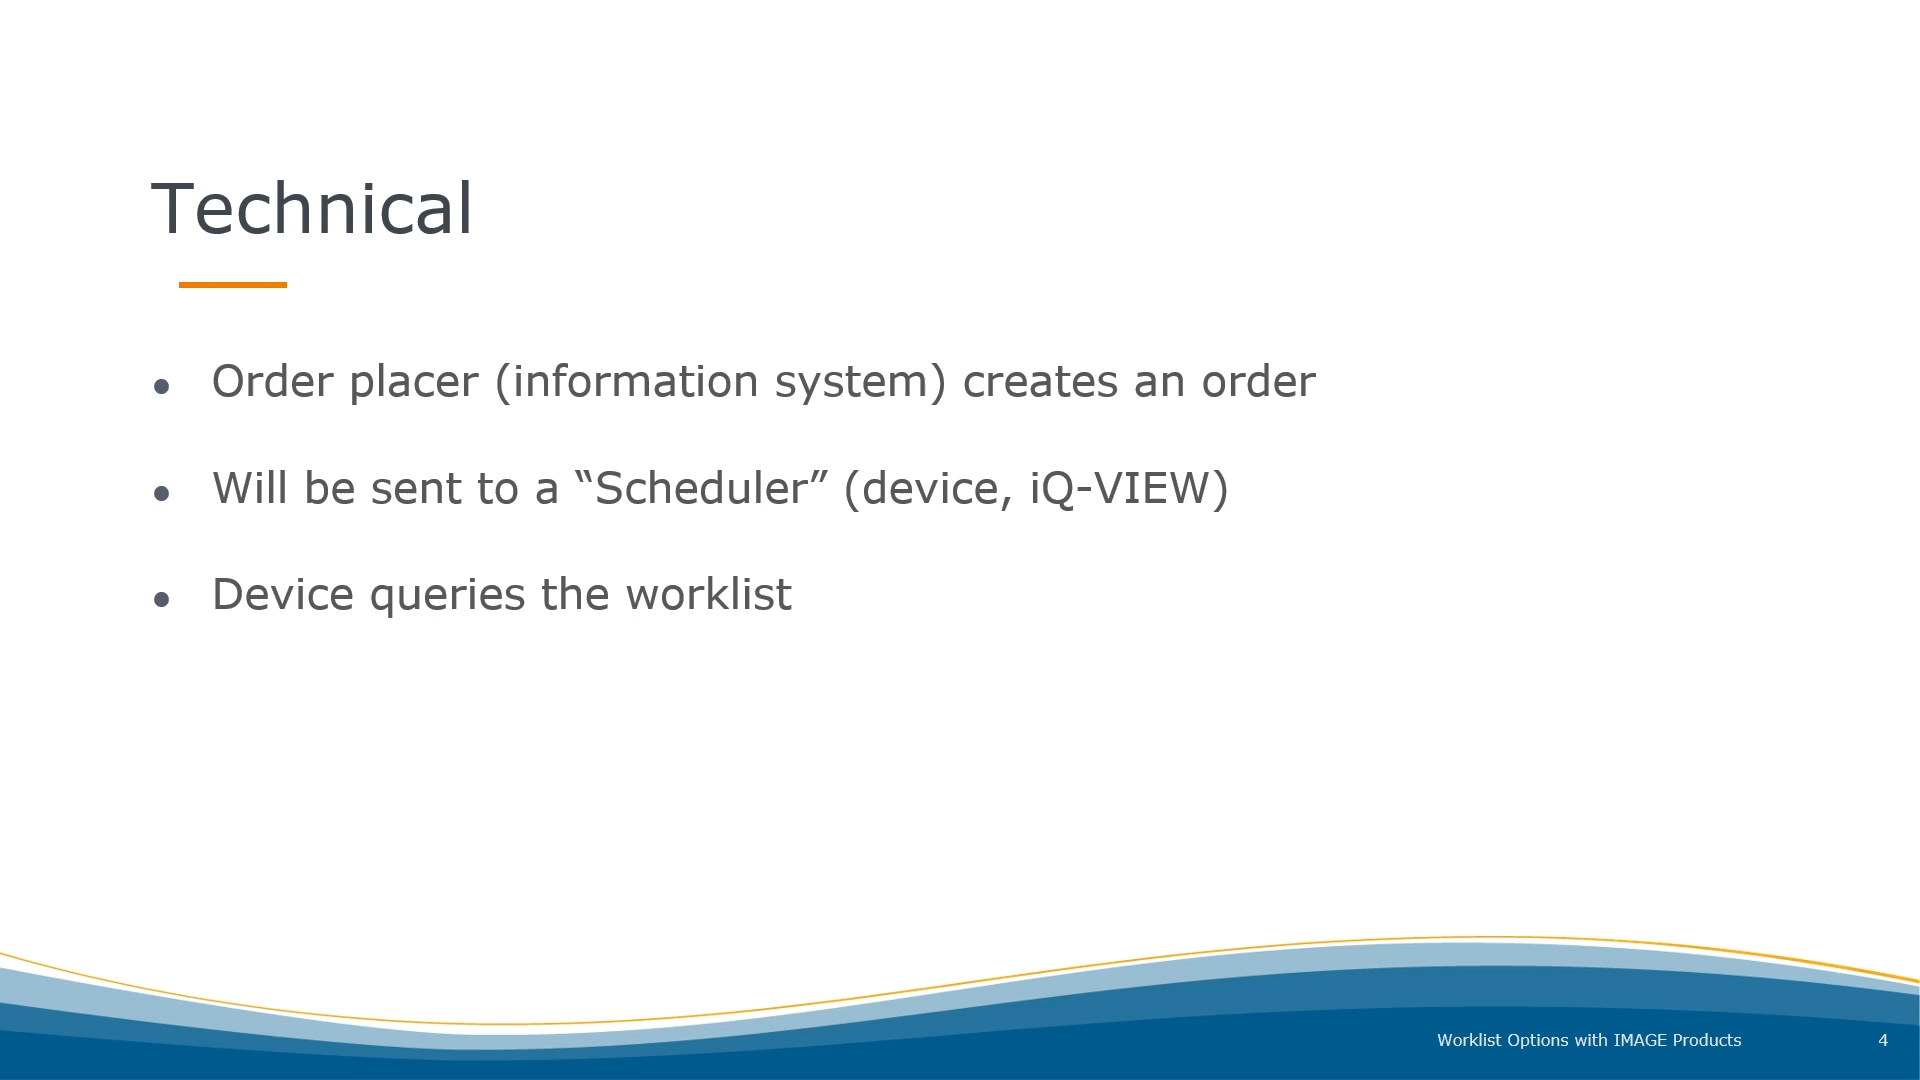 Technical
● Order placer (information system) creates an order
● Will be sent to a “Scheduler” (device, iQ-VIEW)
● Device queries the worklist
Worklist Options with IMAGE Products 4